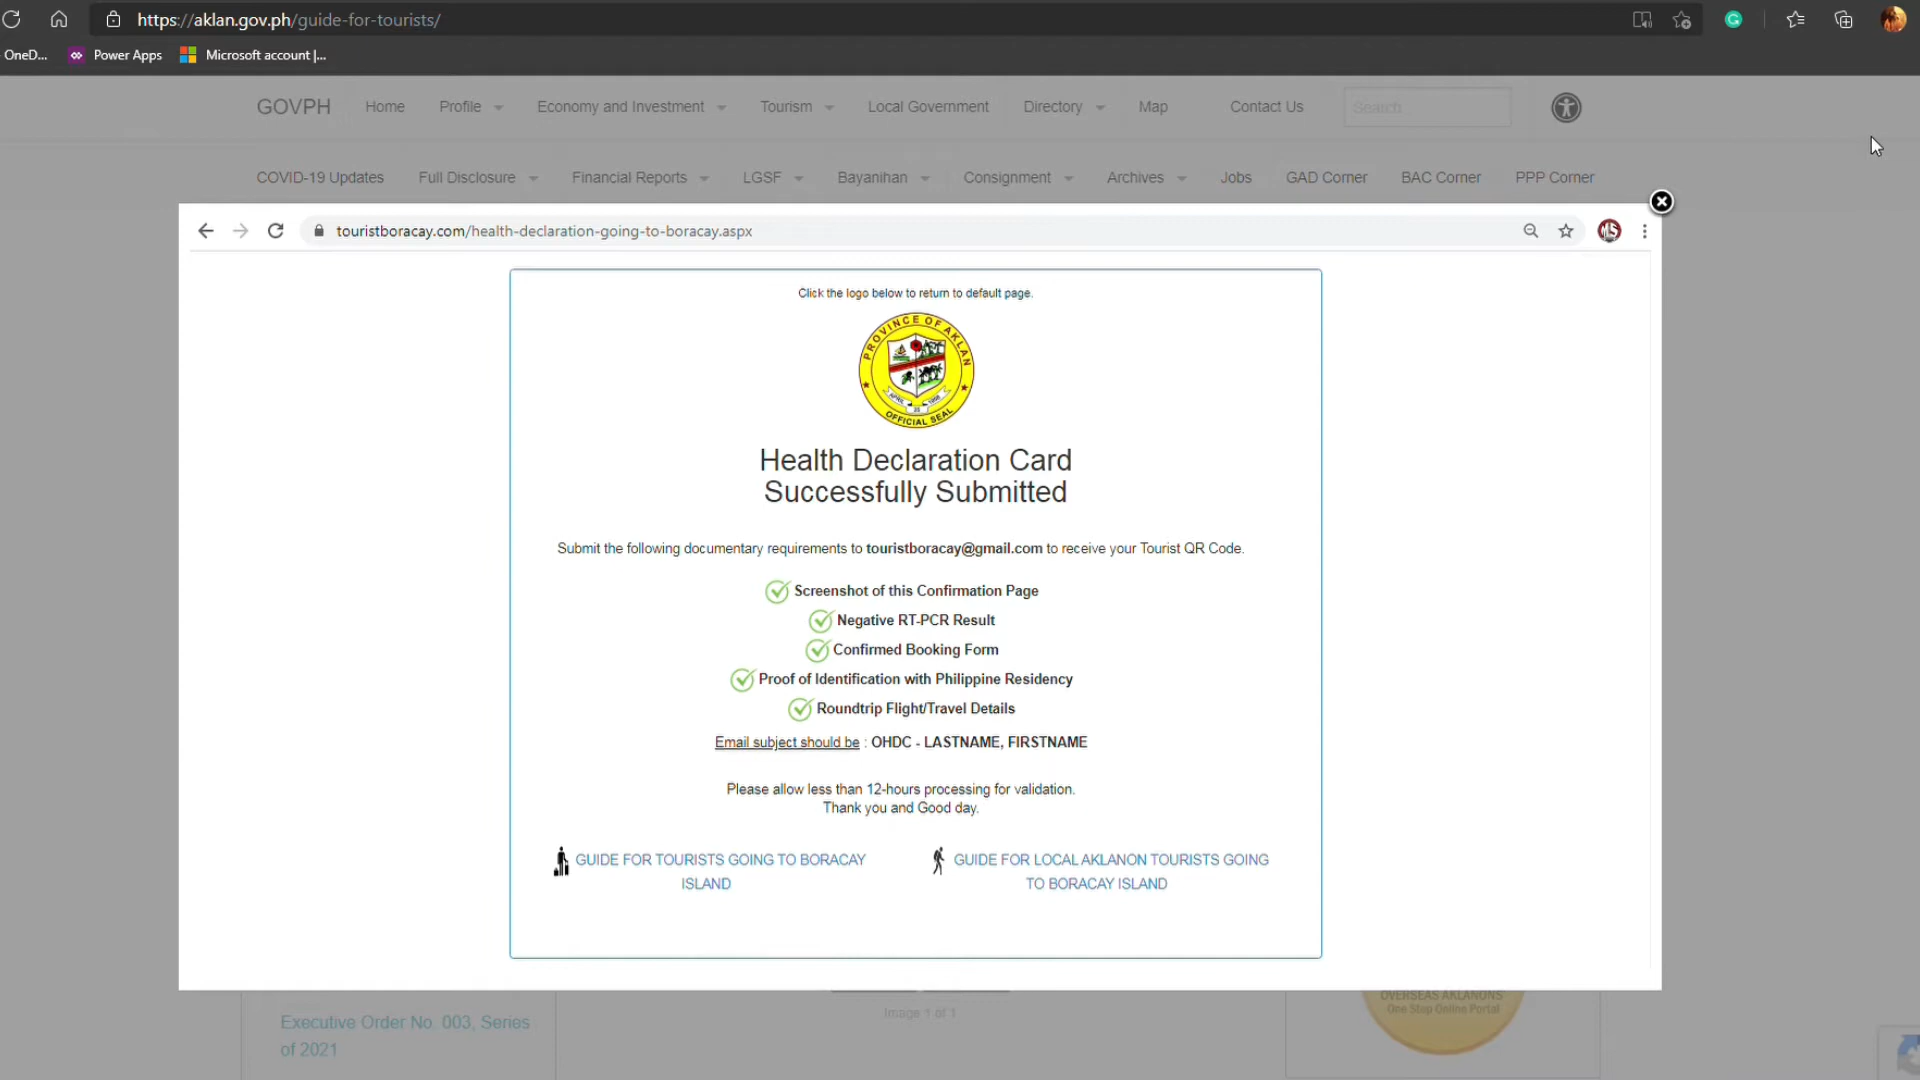 https://aklan.gov.ph/guide-for-tourists/
OneD...
Power Apps
Microsoft account |...
GOVPH
Home
Profile
Economy and Investment
Tourism
Local Government
Directory
Map
Contact Us
Search...
COVID-19 Updates
Full Disclosure
Financial Reports
LGSF
Bayanihan
Consignment
Archives
Jobs
GAD Corner
BAC Corner
PPP Corner
touristboracay.com/health-declaration-going-to-boracay.aspx
MLS
Click the logo below to return to default page.
PROVINCE OF AKLAN
APRIL 25 1956
OFFICIAL SEAL
Health Declaration Card
Successfully Submitted
Submit the following documentary requirements to touristboracay@gmail.com to receive your Tourist QR Code.
Screenshot of this Confirmation Page
Negative RT-PCR Result
Confirmed Booking Form
Proof of Identification with Philippine Residency
Roundtrip Flight/Travel Details
Email subject should be : OHDC - LASTNAME, FIRSTNAME
Please allow less than 12-hours processing for validation.
Thank you and Good day.
GUIDE FOR TOURISTS GOING TO BORACAY
ISLAND
GUIDE FOR LOCAL AKLANON TOURISTS GOING
TO BORACAY ISLAND
Executive Order No. 003, Series
of 2021
Image 1 of 1
OVERSEAS AKLANONS
One Stop Online Portal